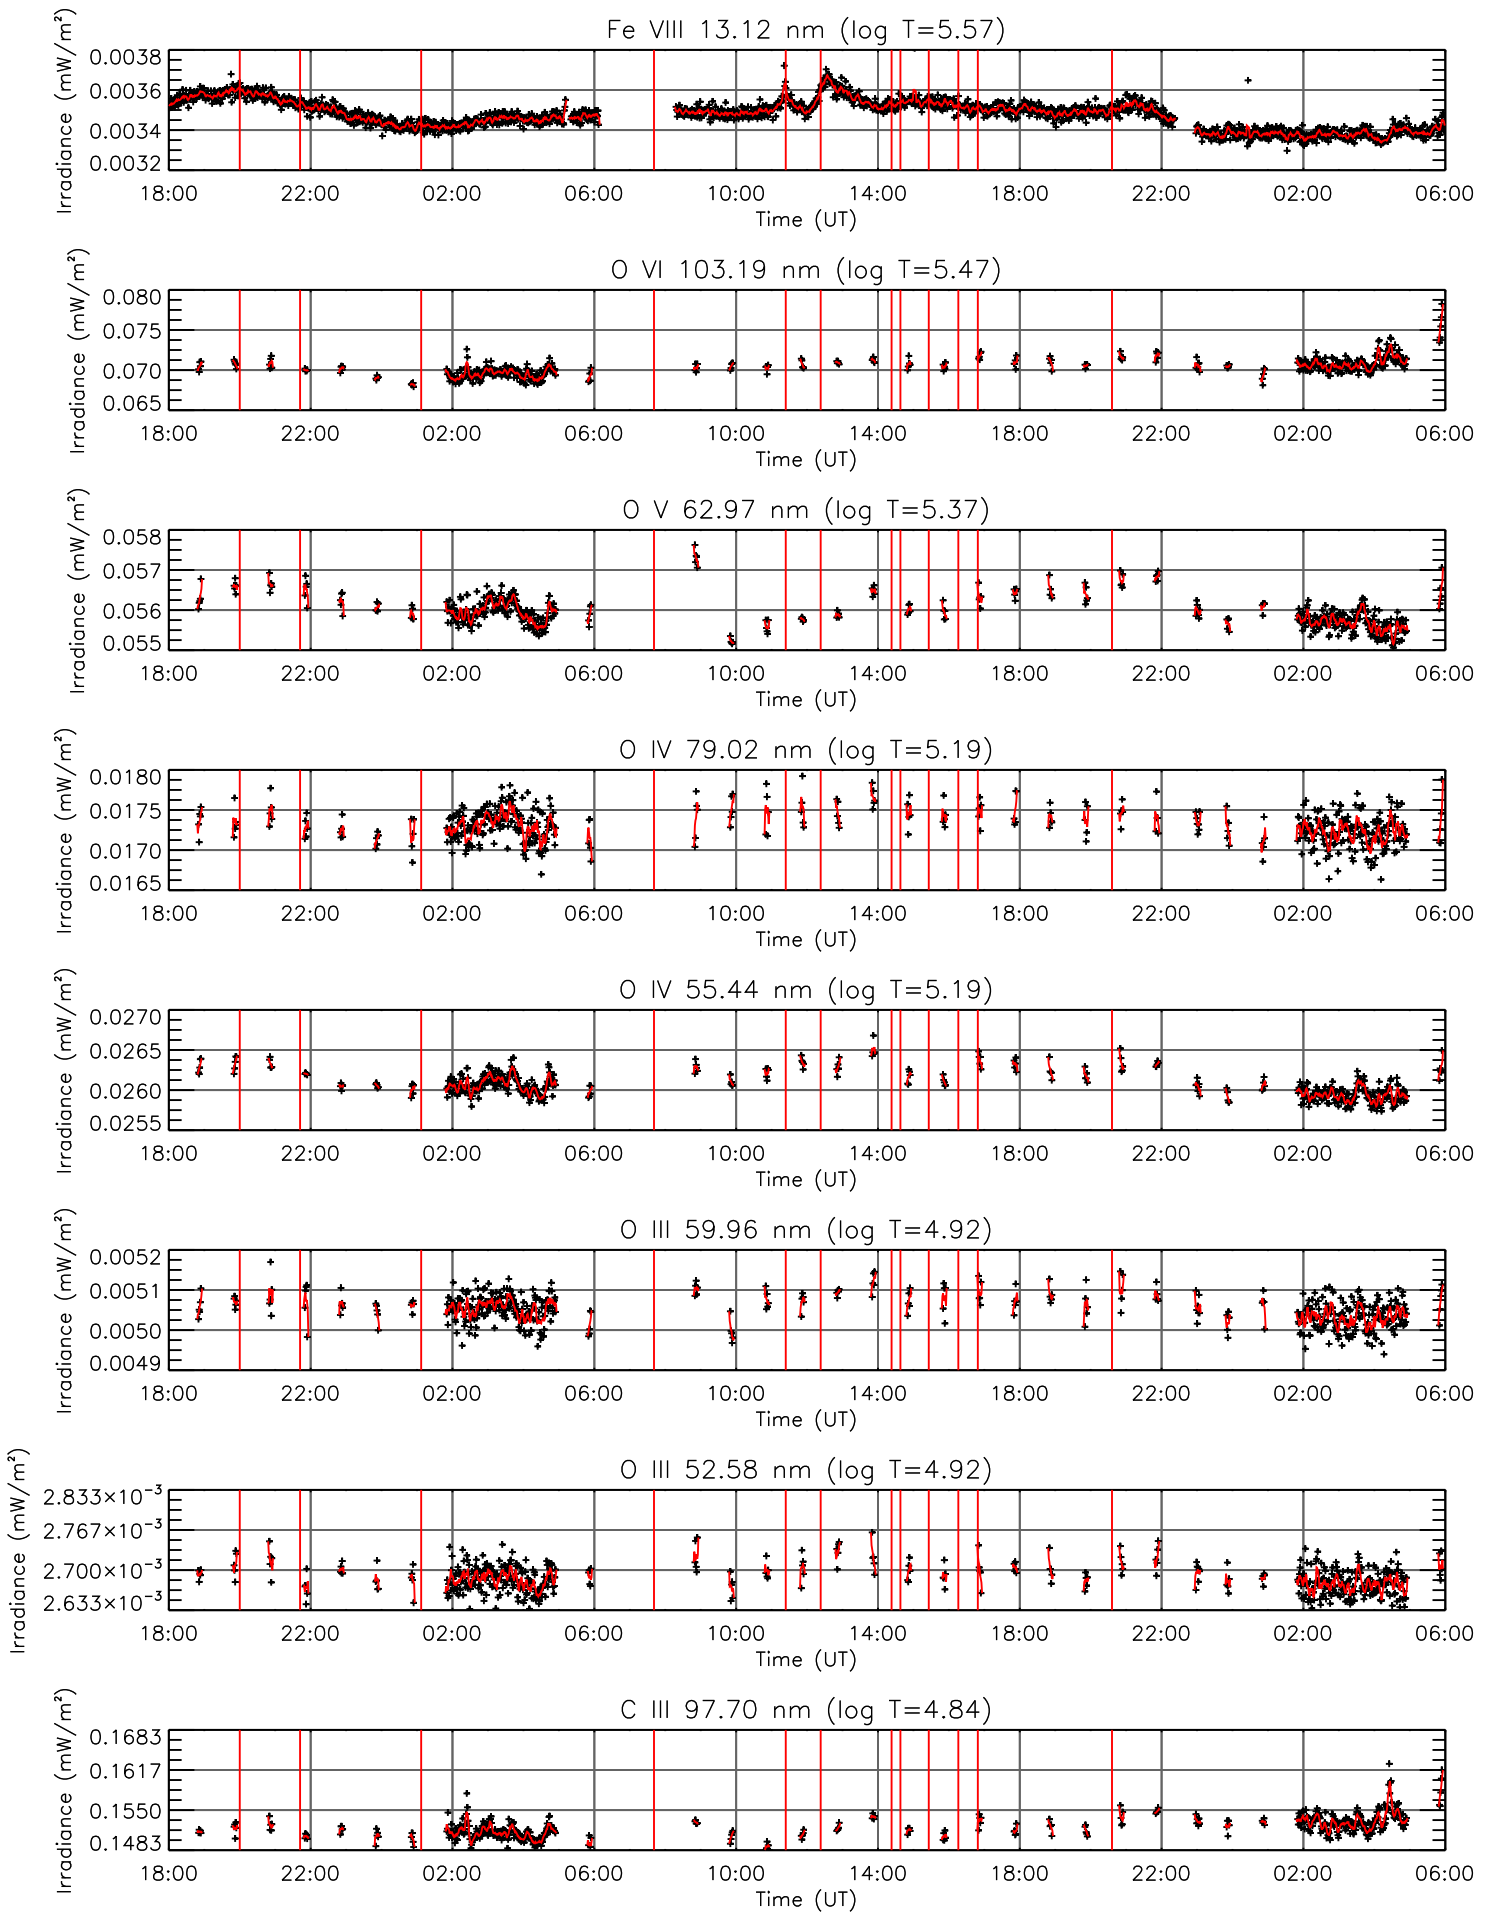 Fe VIII 13.12 nm (log T=5.57)
Irradiance (mW/m²)
0.0038
0.0036
0.0034
0.0032
18:00 22:00 02:00 06:00 10:00 14:00 18:00 22:00 02:00 06:00
Time (UT)
O VI 103.19 nm (log T=5.47)
Irradiance (mW/m²)
0.080
0.075
0.070
0.065
18:00 22:00 02:00 06:00 10:00 14:00 18:00 22:00 02:00 06:00
Time (UT)
O V 62.97 nm (log T=5.37)
Irradiance (mW/m²)
0.058
0.057
0.056
0.055
18:00 22:00 02:00 06:00 10:00 14:00 18:00 22:00 02:00 06:00
Time (UT)
O IV 79.02 nm (log T=5.19)
Irradiance (mW/m²)
0.0180
0.0175
0.0170
0.0165
18:00 22:00 02:00 06:00 10:00 14:00 18:00 22:00 02:00 06:00
Time (UT)
O IV 55.44 nm (log T=5.19)
Irradiance (mW/m²)
0.0270
0.0265
0.0260
0.0255
18:00 22:00 02:00 06:00 10:00 14:00 18:00 22:00 02:00 06:00
Time (UT)
O III 59.96 nm (log T=4.92)
Irradiance (mW/m²)
0.0052
0.0051
0.0050
0.0049
18:00 22:00 02:00 06:00 10:00 14:00 18:00 22:00 02:00 06:00
Time (UT)
O III 52.58 nm (log T=4.92)
Irradiance (mW/m²)
2.833×10⁻³
2.767×10⁻³
2.700×10⁻³
2.633×10⁻³
18:00 22:00 02:00 06:00 10:00 14:00 18:00 22:00 02:00 06:00
Time (UT)
C III 97.70 nm (log T=4.84)
Irradiance (mW/m²)
0.1683
0.1617
0.1550
0.1483
18:00 22:00 02:00 06:00 10:00 14:00 18:00 22:00 02:00 06:00
Time (UT)